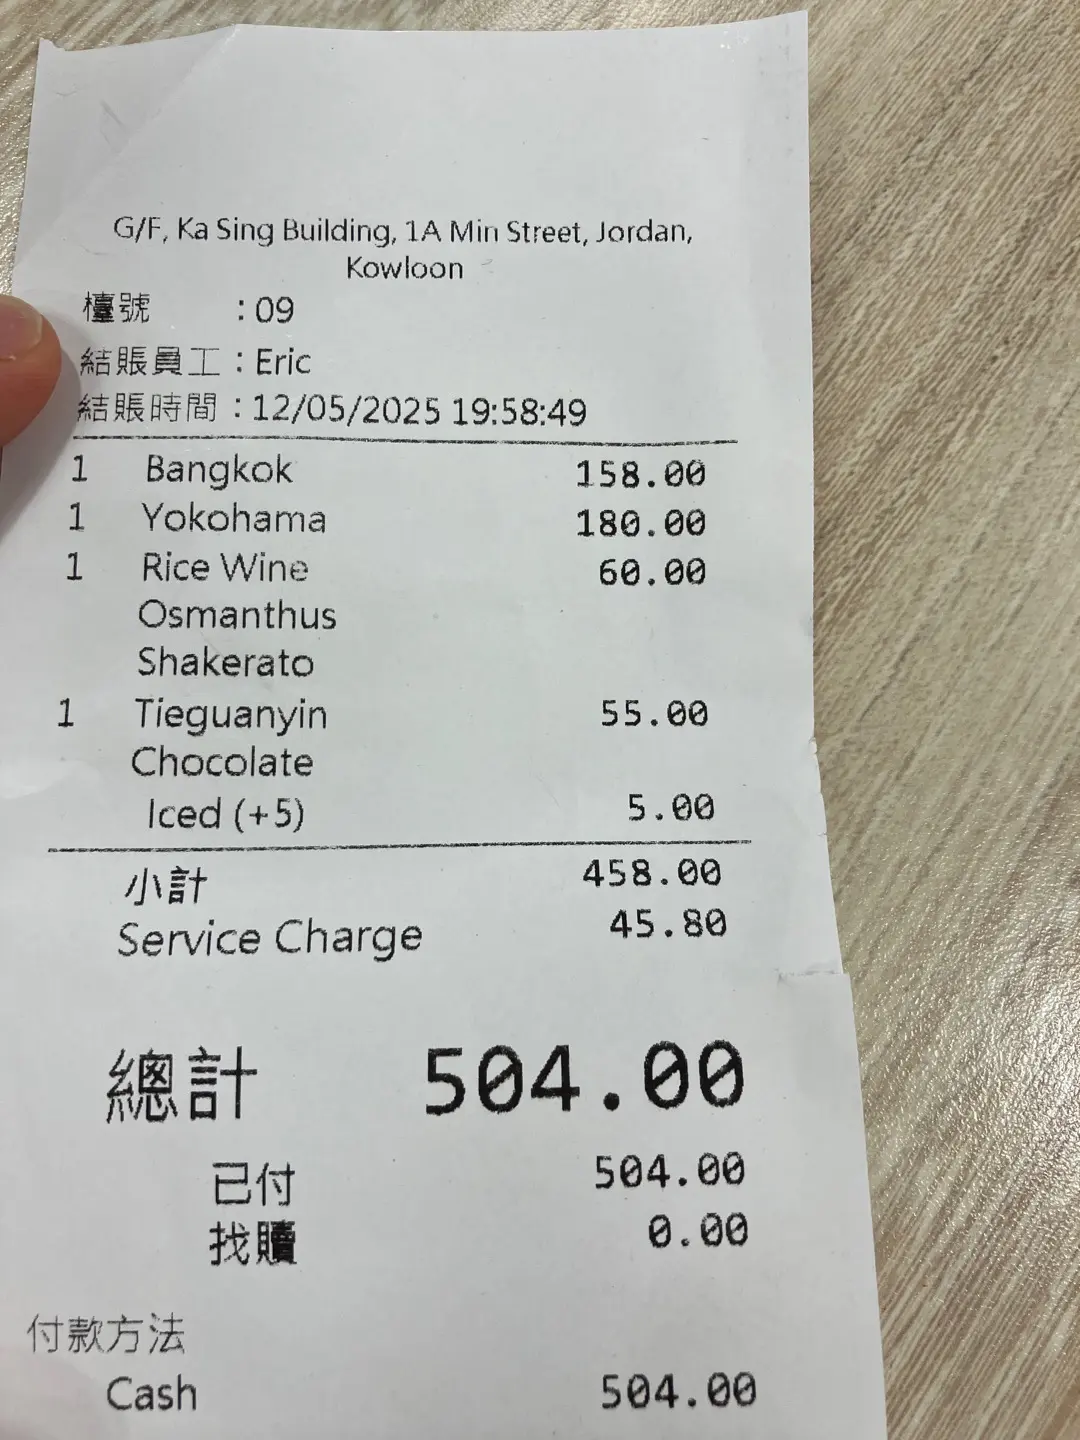 G/F, Ka Sing Building, 1A Min Street, Jordan,
Kowloon
檯號 : 09
結賬員工 : Eric
結賬時間 : 12/05/2025 19:58:49
1 Bangkok 158.00
1 Yokohama 180.00
1 Rice Wine 60.00
Osmanthus
Shakerato
1 Tieguanyin 55.00
Chocolate
Iced (+5) 5.00
小計 458.00
Service Charge 45.80
總計 504.00
已付 504.00
找贖 0.00
付款方法
Cash 504.00